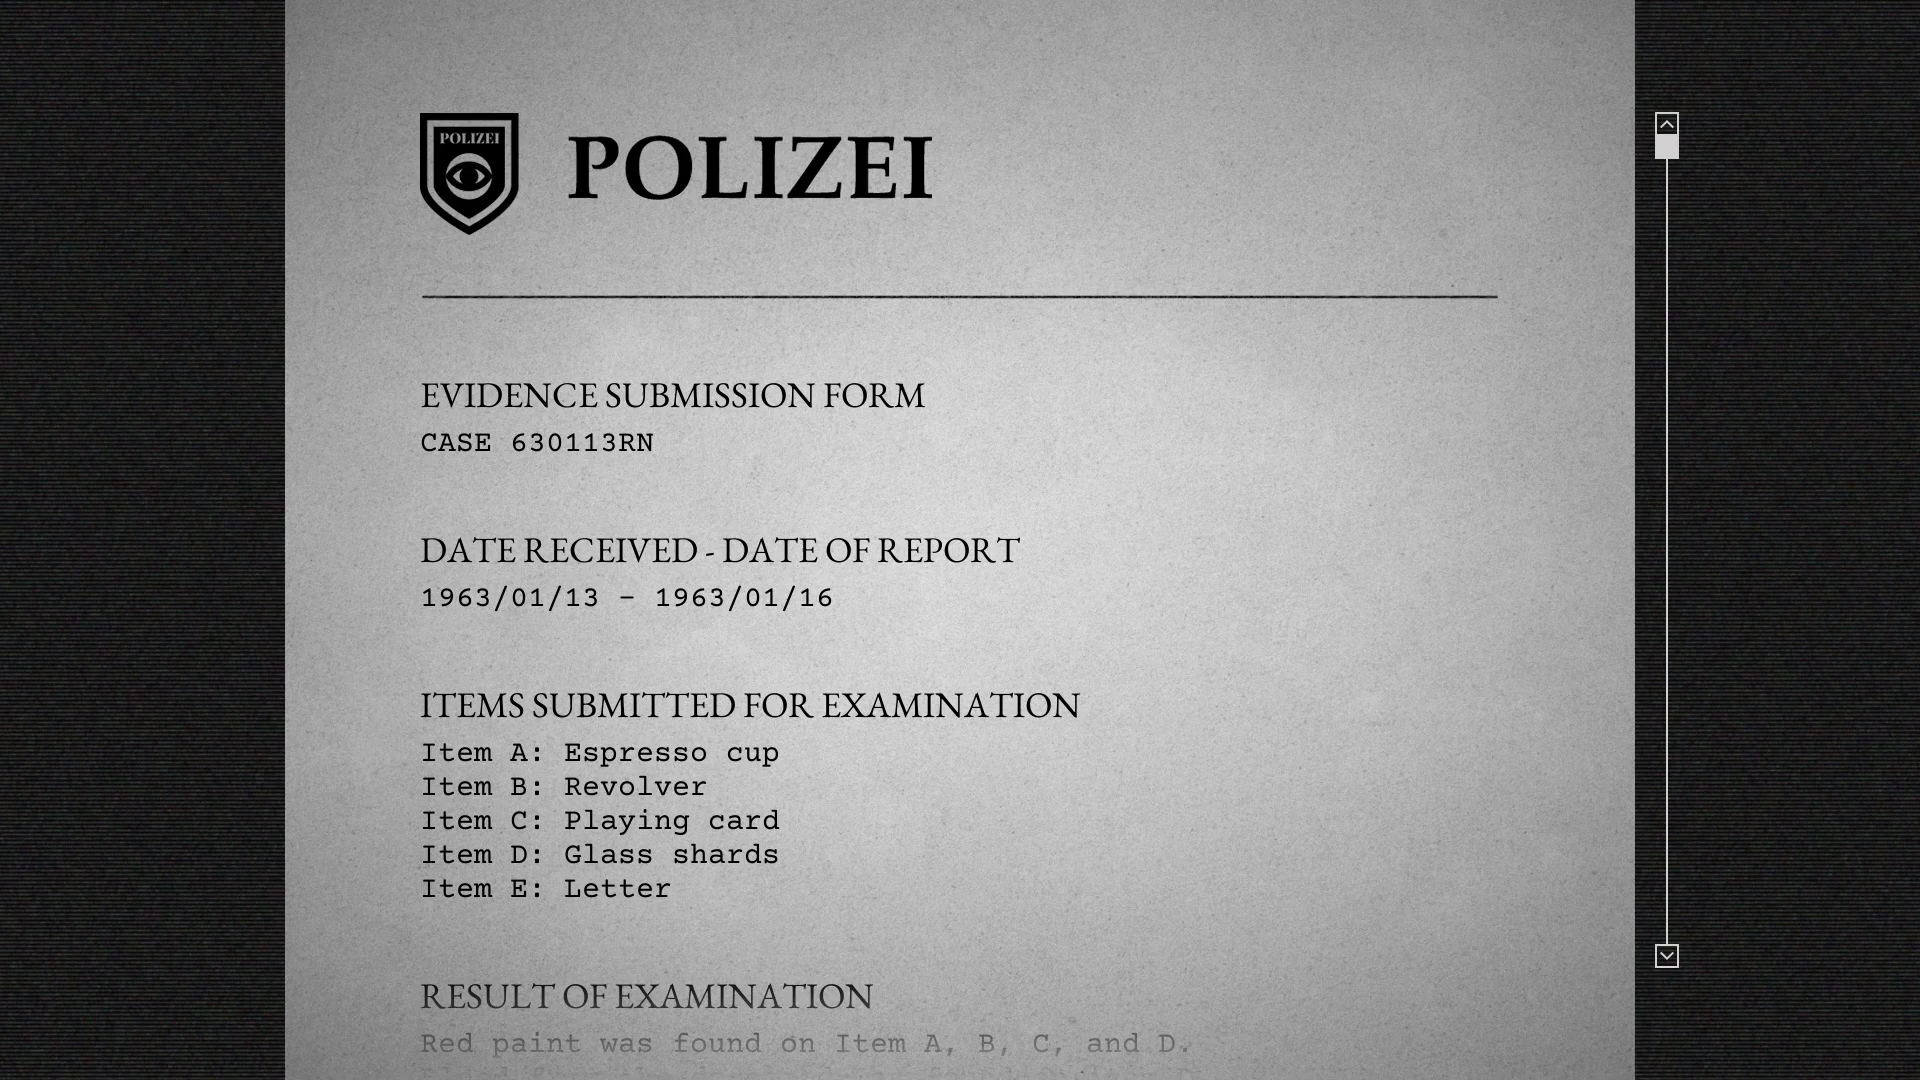 POLIZEI
POLIZEI
EVIDENCE SUBMISSION FORM
CASE 630113RN
DATE RECEIVED - DATE OF REPORT
1963/01/13 - 1963/01/16
ITEMS SUBMITTED FOR EXAMINATION
Item A: Espresso cup
Item B: Revolver
Item C: Playing card
Item D: Glass shards
Item E: Letter
RESULT OF EXAMINATION
Red paint was found on Item A, B, C, and D.